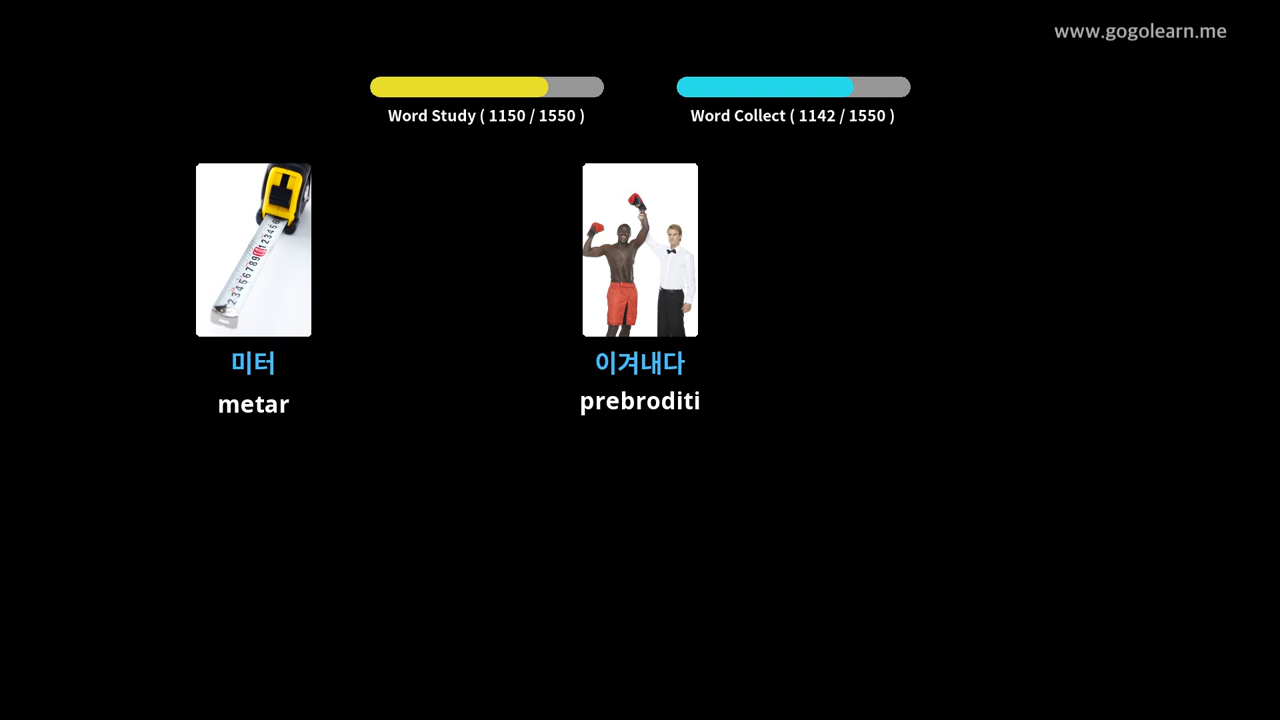 www.gogolearn.me
Word Study ( 1150 / 1550 )
Word Collect ( 1142 / 1550 )
미터
metar
이겨내다
prebroditi